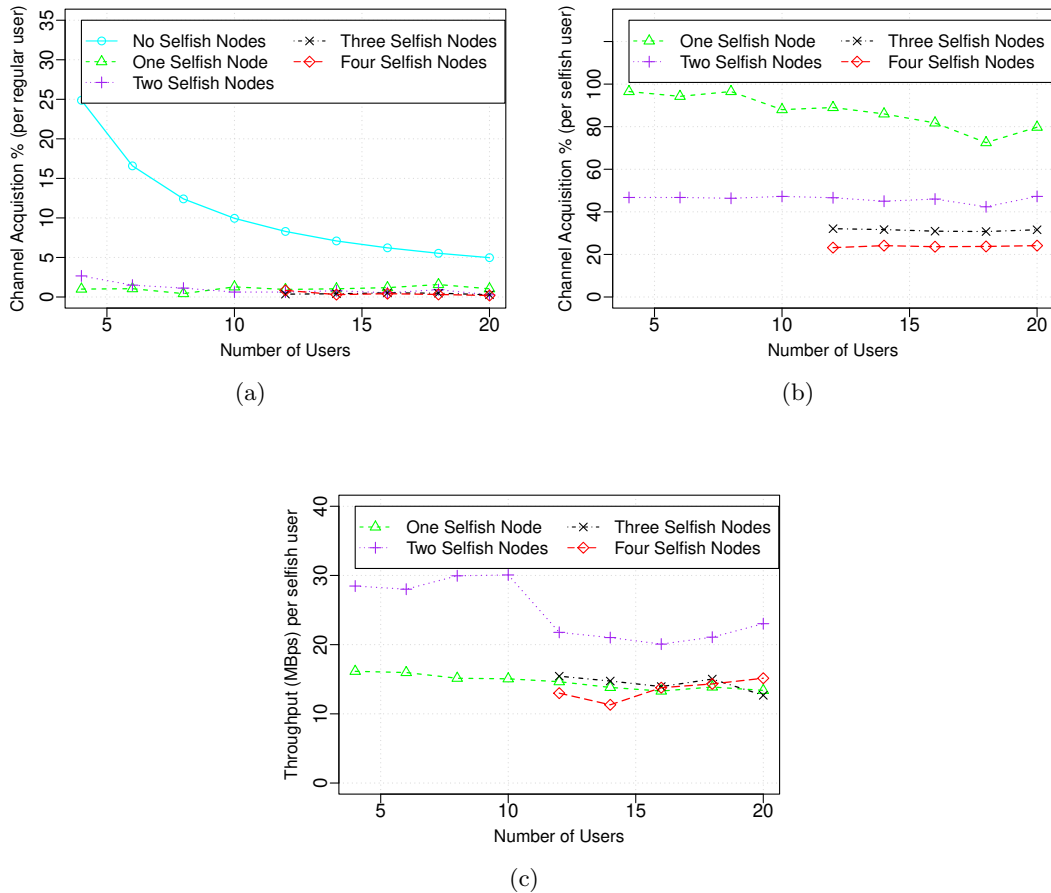 No Selfish Nodes
One Selfish Node
Two Selfish Nodes
Three Selfish Nodes
Four Selfish Nodes
Channel Acquistion % (per regular user)
0 5 10 15 20 25 30 35
5 10 15 20
Number of Users
(a)
One Selfish Node
Two Selfish Nodes
Three Selfish Nodes
Four Selfish Nodes
Channel Acquistion % (per selfish user)
0 20 40 60 80 100
5 10 15 20
Number of Users
(b)
One Selfish Node
Two Selfish Nodes
Three Selfish Nodes
Four Selfish Nodes
Throughput (MBps) per selfish user
0 10 20 30 40
5 10 15 20
Number of Users
(c)